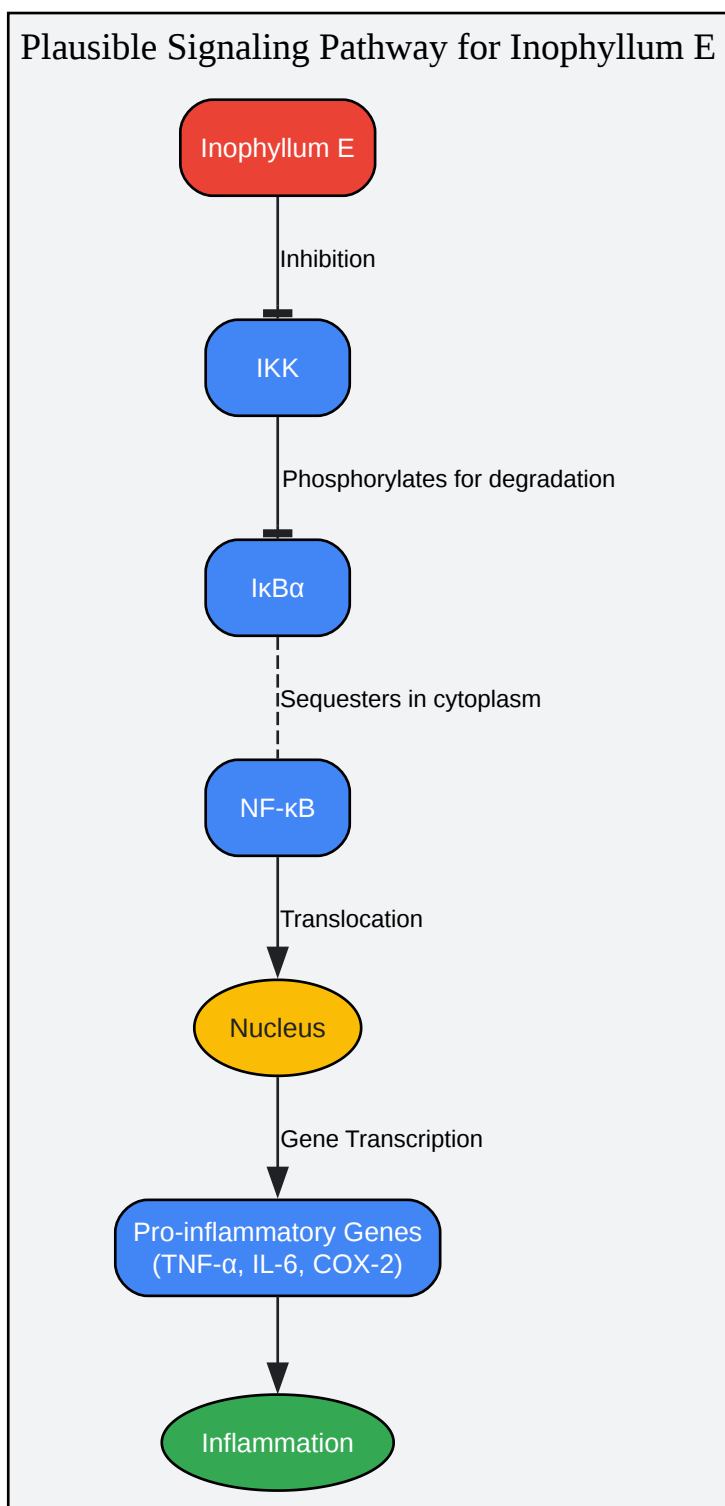 Plausible Signaling Pathway for Inophyllum E
Inophyllum E
Inhibition
IKK
Phosphorylates for degradation
IκBα
Sequesters in cytoplasm
NF-κB
Translocation
Nucleus
Gene Transcription
Pro-inflammatory Genes
(TNF-α, IL-6, COX-2)
Inflammation